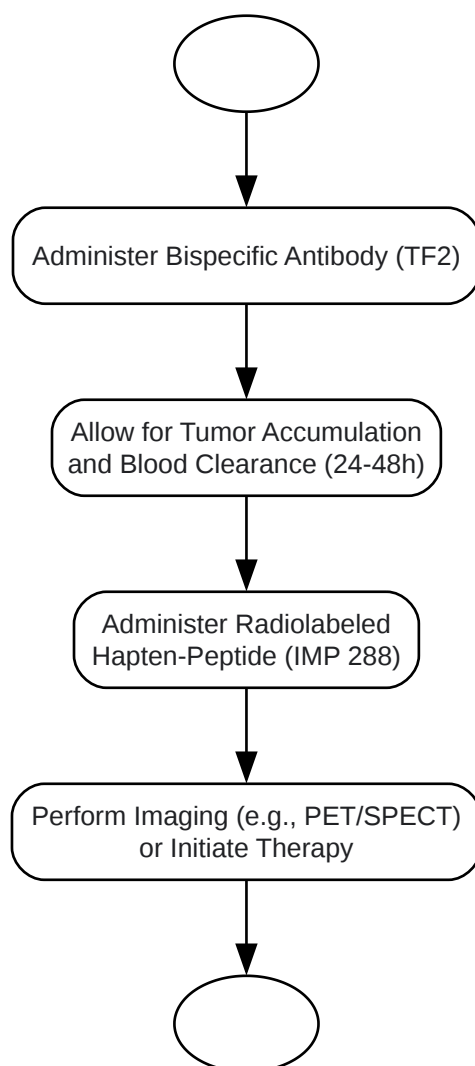 Administer Bispecific Antibody (TF2)
Allow for Tumor Accumulation
and Blood Clearance (24-48h)
Administer Radiolabeled
Hapten-Peptide (IMP 288)
Perform Imaging (e.g., PET/SPECT)
or Initiate Therapy